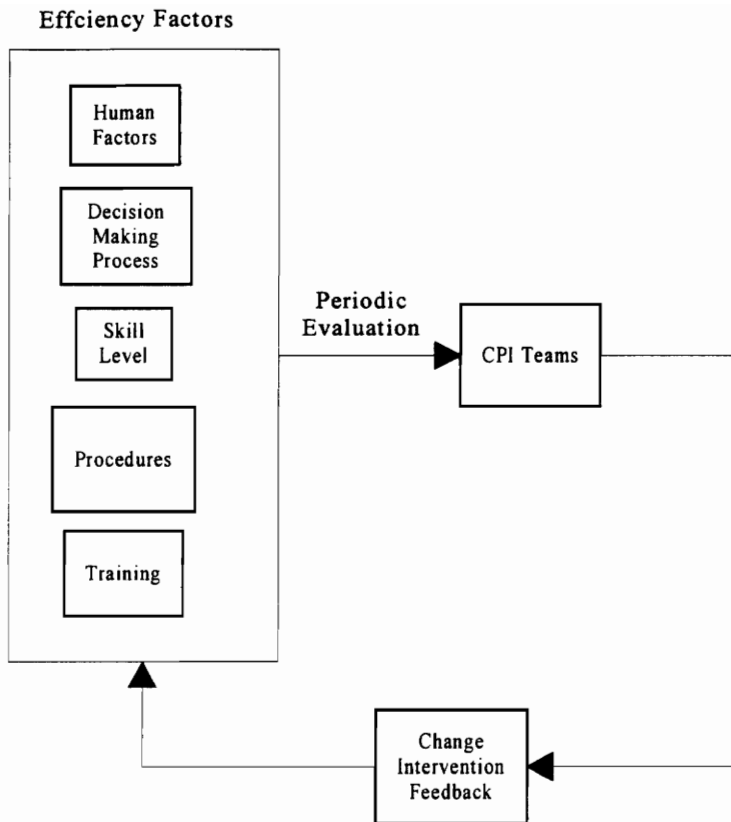 Effciency Factors
Human
Factors
Decision
Making
Process
Skill
Level
Procedures
Training
Periodic
Evaluation
CPI Teams
Change
Intervention
Feedback